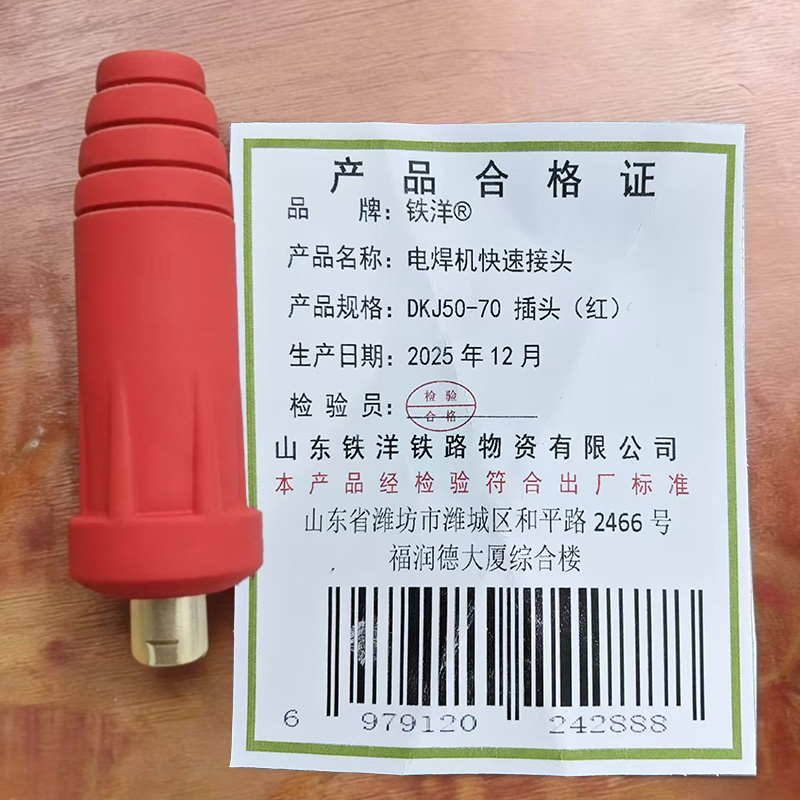 产品合格证
品 牌：铁洋®
产品名称：电焊机快速接头
产品规格：DKJ50-70 插头（红）
生产日期：2025年12月
检验员：
检验
合格
山东铁洋铁路物资有限公司
本产品经检验符合出厂标准
山东省潍坊市潍城区和平路2466号
福润德大厦综合楼
6 979120 242888